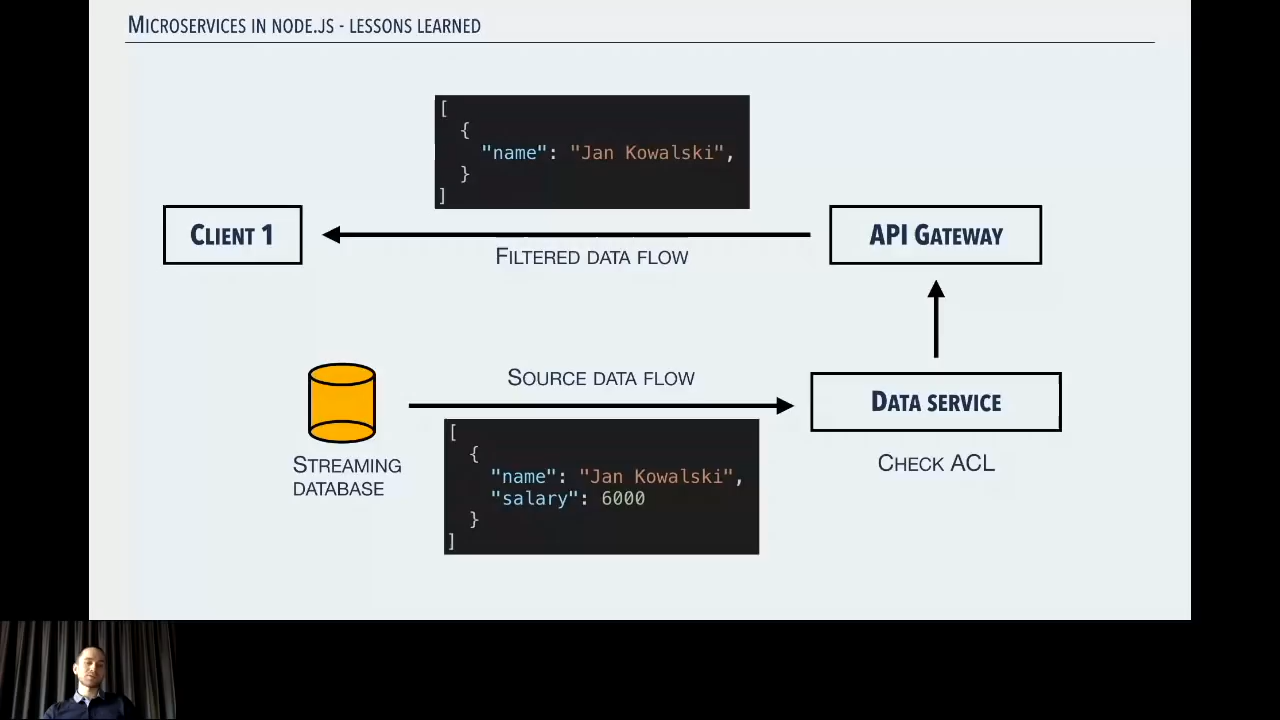 MICROSERVICES IN NODE.JS - LESSONS LEARNED
[
{
"name": "Jan Kowalski",
}
]
CLIENT 1
API GATEWAY
FILTERED DATA FLOW
SOURCE DATA FLOW
DATA SERVICE
CHECK ACL
STREAMING
DATABASE
[
{
"name": "Jan Kowalski",
"salary": 6000
}
]